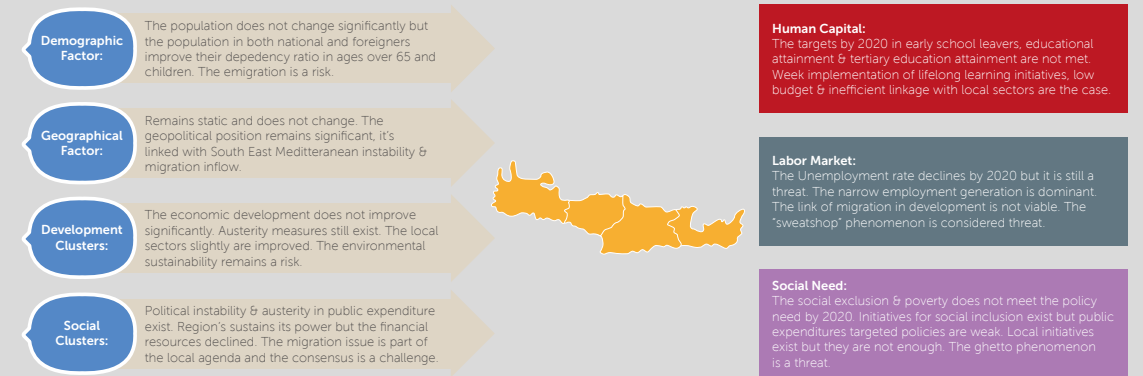 Demographic
Factor:
The population does not change significantly but
the population in both national and foreigners
improve their depedency ratio in ages over 65 and
children. The emigration is a risk.
Geographical
Factor:
Remains static and does not change. The
geopolitical position remains significant, it's
linked with South East Meditteranean instability &
migration inflow.
Development
Clusters:
The economic development does not improve
significantly. Austerity measures still exist. The local
sectors slightly are improved. The environmental
sustainability remains a risk.
Social
Clusters:
Political instability & austerity in public expenditure
exist. Region's sustains its power but the financial
resources declined. The migration issue is part of
the local agenda and the consensus is a challenge.
Human Capital:
The targets by 2020 in early school leavers, educational
attainment & tertiary education attainment are not met.
Week implementation of lifelong learning initiatives, low
budget & inefficient linkage with local sectors are the case.
Labor Market:
The Unemployment rate declines by 2020 but it is still a
threat. The narrow employment generation is dominant.
The link of migration in development is not viable. The
"sweatshop" phenomenon is considered threat.
Social Need:
The social exclusion & poverty does not meet the policy
need by 2020. Initiatives for social inclusion exist but public
expenditures targeted policies are weak. Local initiatives
exist but they are not enough. The ghetto phenomenon
is a threat.